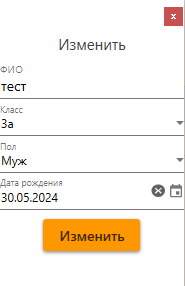 Изменить
ФИО
тест
Класс
3а
Пол
Муж
Дата рождения
30.05.2024
Изменить